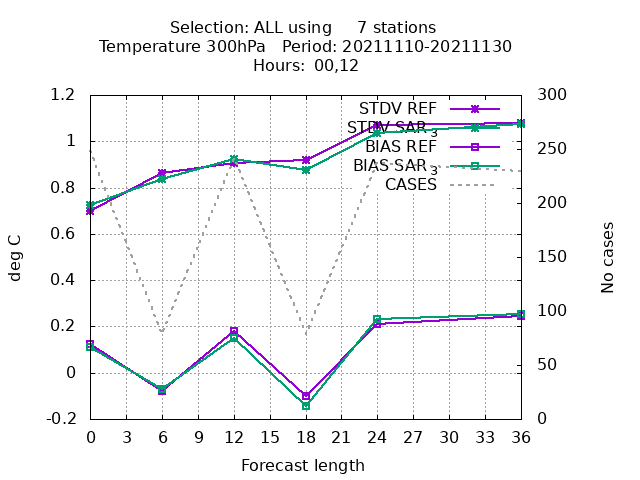 Selection: ALL using     7 stations
Temperature 300hPa   Period: 20211110-20211130
Hours:  00,12
STDV REF
STDV SAR3
BIAS REF
BIAS SAR3
CASES
1.2
1
0.8
0.6
0.4
0.2
0
-0.2
300
250
200
150
100
50
0
deg C
No cases
0 3 6 9 12 15 18 21 24 27 30 33 36
Forecast length